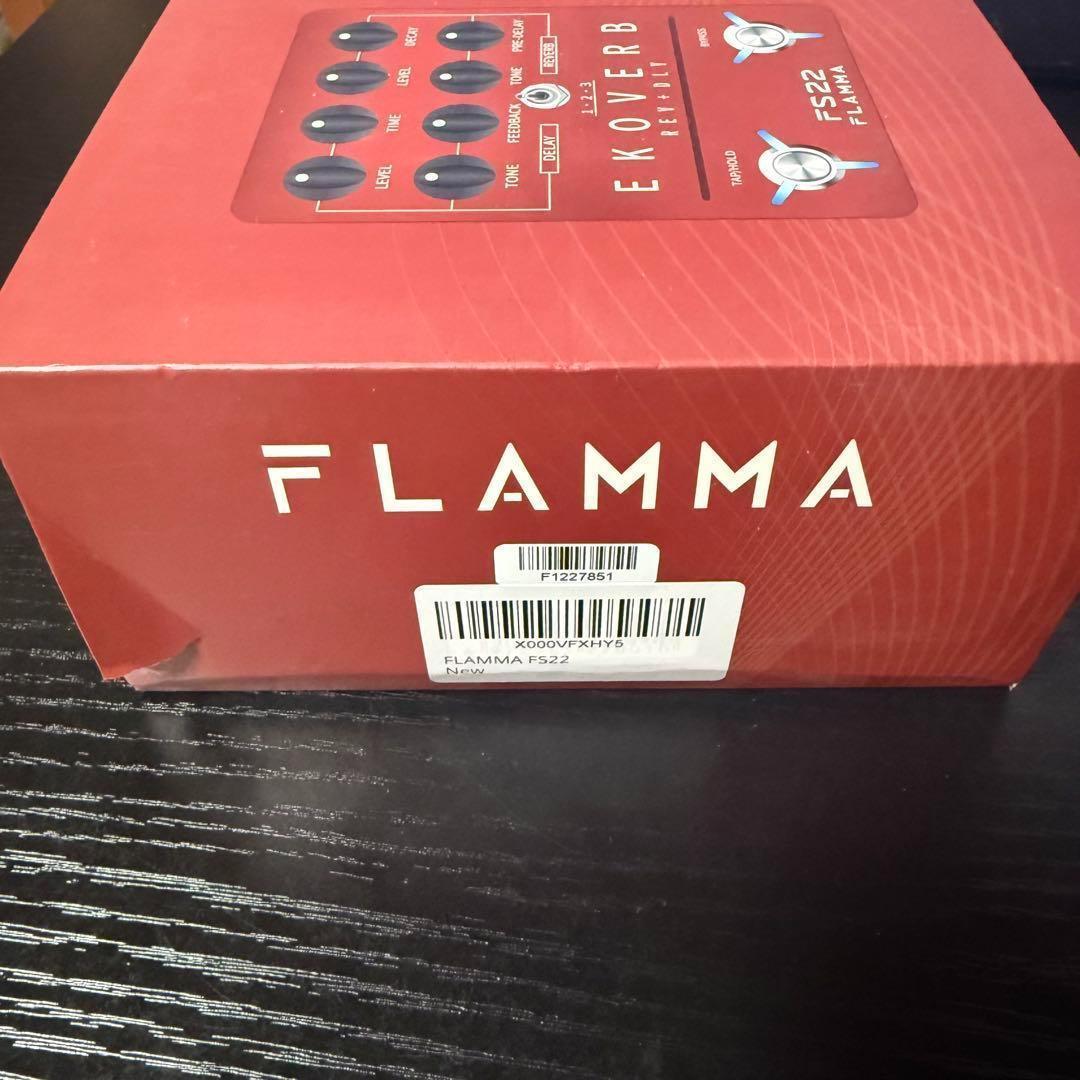 DECAY
PRE-DELAY
LEVEL
TONE
REVERB
TIME
FEEDBACK
LEVEL
TONE
DELAY
1·2·3
EKOVERB
REV+DLY
BYPASS
TAP/HOLD
FS22
FLAMMA
FLAMMA
F1227851
X000VFXHY5
FLAMMA FS22
New